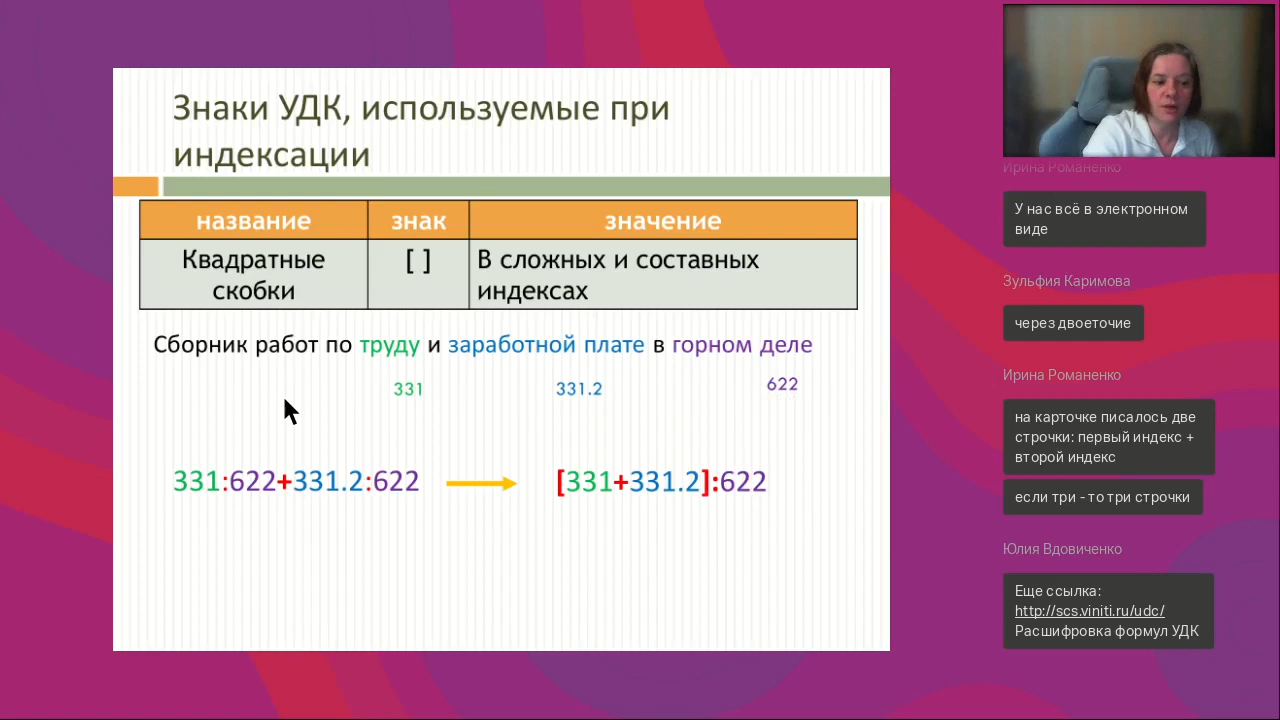 Знаки УДК, используемые при
индексации
название знак значение
Квадратные скобки [ ] В сложных и составных индексах
Сборник работ по труду и заработной плате в горном деле
331 331.2 622
331:622+331.2:622 [331+331.2]:622
Ирина Романенко
У нас всё в электронном
виде
Зульфия Каримова
через двоеточие
Ирина Романенко
на карточке писалось две
строчки: первый индекс +
второй индекс
если три - то три строчки
Юлия Вдовиченко
Еще ссылка:
http://scs.viniti.ru/udc/
Расшифровка формул УДК